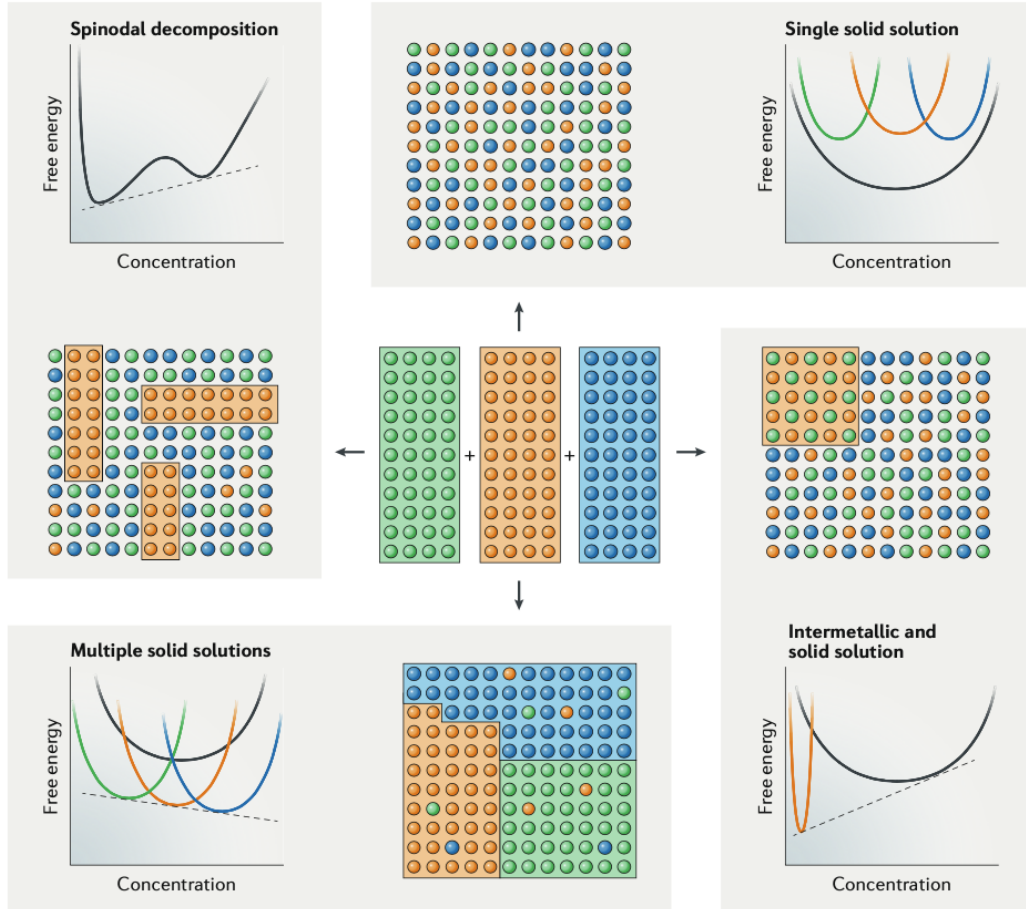 Spinodal decomposition
Free energy
Concentration
Single solid solution
Free energy
Concentration
+
+
Multiple solid solutions
Free energy
Concentration
Intermetallic and
solid solution
Free energy
Concentration